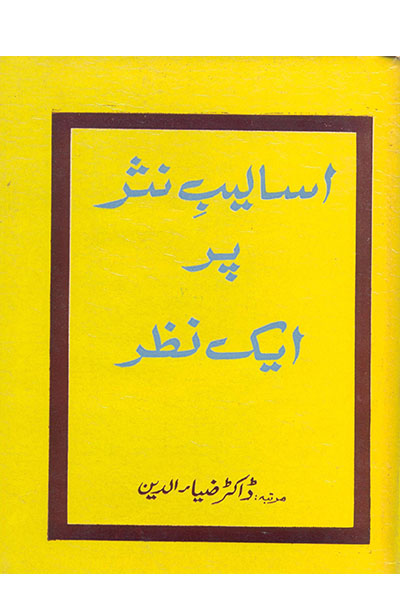 اسالیبِ نثر
پر
ایک نظر
مرتبہ: ڈاکٹر ضیاء الدین